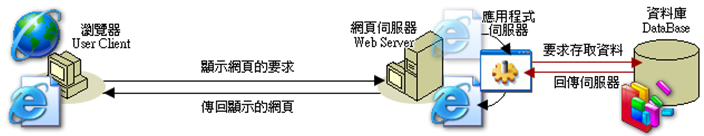 瀏覽器
User Client
網頁伺服器
Web Server
應用程式
伺服器
資料庫
DataBase
顯示網頁的要求
傳回顯示的網頁
要求存取資料
回傳伺服器